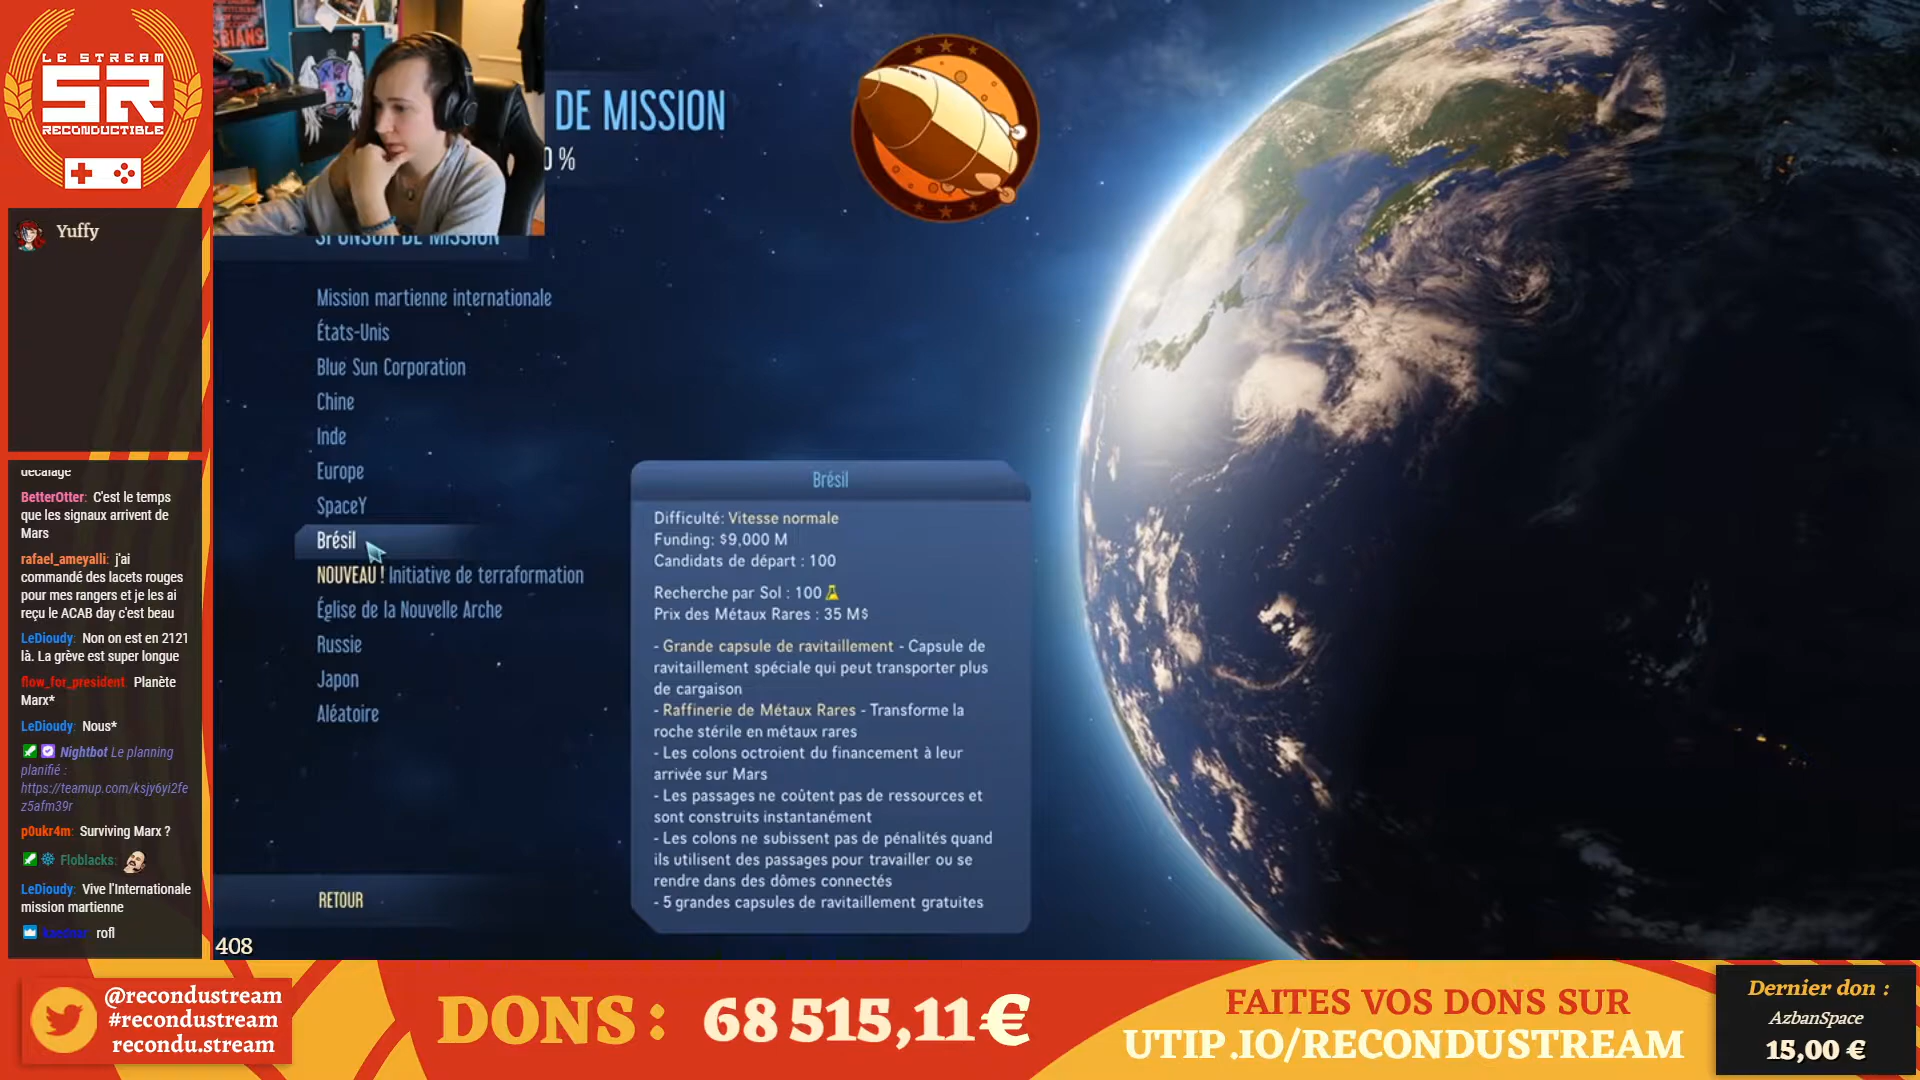 LE STREAM
SR
RECONDUCTIBLE
Yuffy
décalage
BetterOtter: C'est le temps
que les signaux arrivent de
Mars
rafael_ameyalli: j'ai
commandé des lacets rouges
pour mes rangers et je les ai
reçu le ACAB day c'est beau
LeDioudy: Non on est en 2121
là. La grève est super longue
flow_for_president Planète
Marx*
LeDioudy: Nous*
Nightbot Le planning
planifié :
https://teamup.com/ksjy6yi2fe
z5afm39r
p0ukr4m: Surviving Marx ?
Floblacks:
LeDioudy: Vive l'Internationale
mission martienne
rofl
DE MISSION
0 %
SPONSOR DE MISSION
Mission martienne internationale
États-Unis
Blue Sun Corporation
Chine
Inde
Europe
SpaceY
Brésil
NOUVEAU ! Initiative de terraformation
Église de la Nouvelle Arche
Russie
Japon
Aléatoire
RETOUR
408
Brésil
Difficulté: Vitesse normale
Funding: $9,000 M
Candidats de départ : 100
Recherche par Sol : 100
Prix des Métaux Rares : 35 M$
- Grande capsule de ravitaillement - Capsule de
ravitaillement spéciale qui peut transporter plus
de cargaison
- Raffinerie de Métaux Rares - Transforme la
roche stérile en métaux rares
- Les colons octroient du financement à leur
arrivée sur Mars
- Les passages ne coûtent pas de ressources et
sont construits instantanément
- Les colons ne subissent pas de pénalités quand
ils utilisent des passages pour travailler ou se
rendre dans des dômes connectés
- 5 grandes capsules de ravitaillement gratuites
@recondustream
#recondustream
recondu.stream
DONS : 68 515,11€
FAITES VOS DONS SUR
UTIP.IO/RECONDUSTREAM
Dernier don :
AzbanSpace
15,00 €